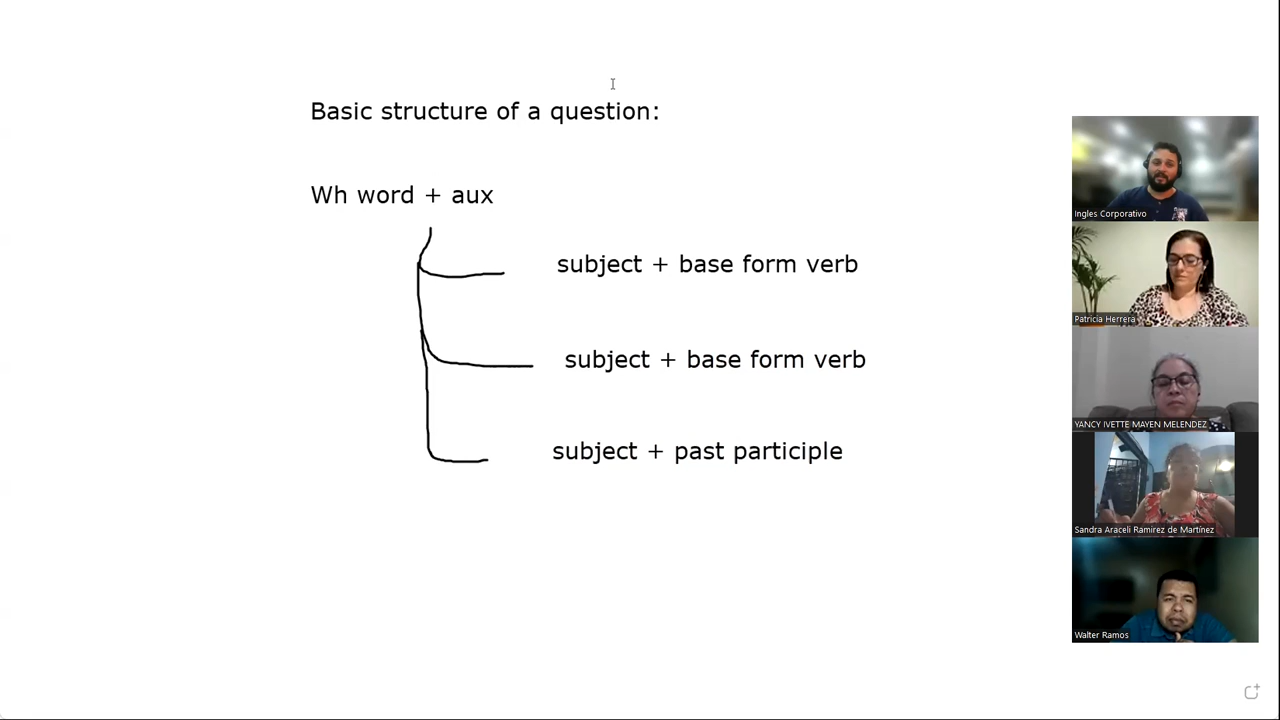 Basic structure of a question:
Wh word + aux
subject + base form verb
subject + base form verb
subject + past participle
Ingles Corporativo
Patricia Herrera
YANCY IVETTE MAYEN MELENDEZ
Sandra Araceli Ramirez de Martínez
Walter Ramos